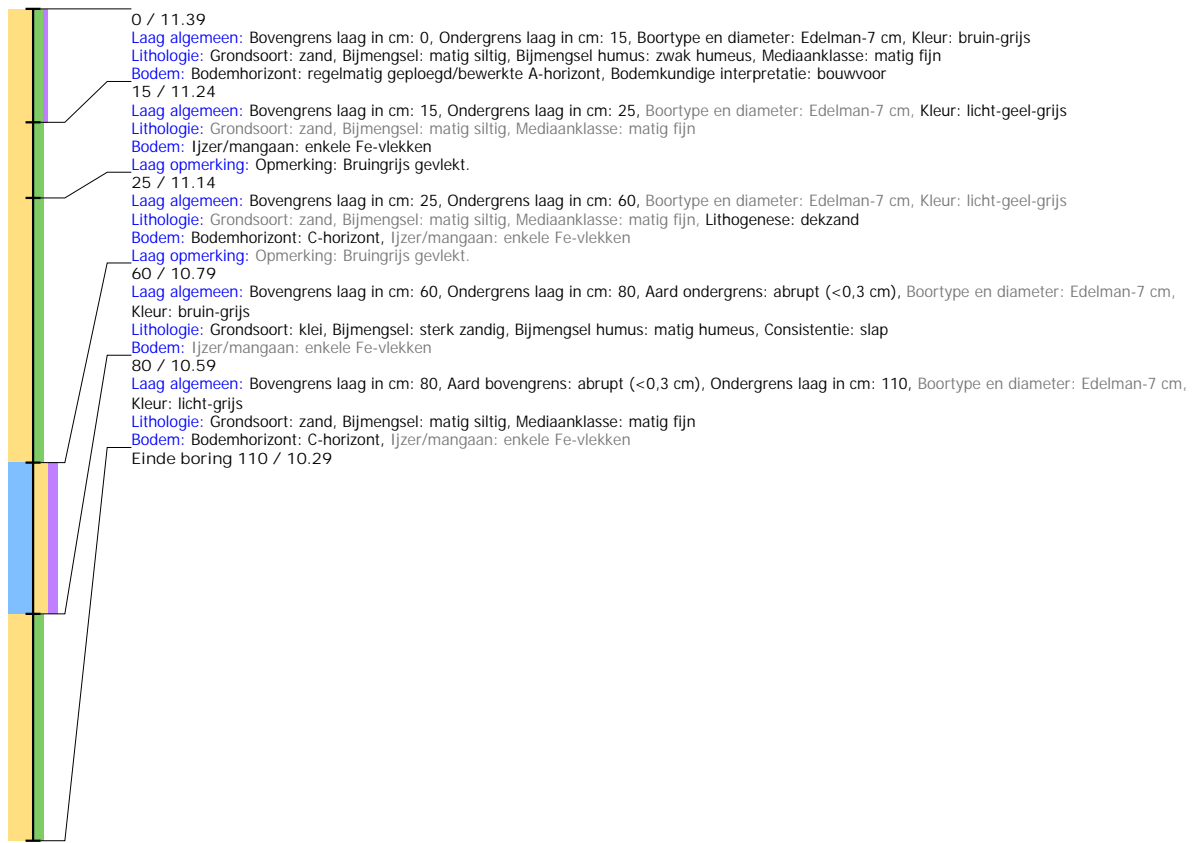 0 / 11.39
Laag algemeen: Bovengrens laag in cm: 0, Ondergrens laag in cm: 15, Boortype en diameter: Edelman-7 cm, Kleur: bruin-grijs
Lithologie: Grondsoort: zand, Bijmengsel: matig siltig, Bijmengsel humus: zwak humeus, Mediaanklasse: matig fijn
Bodem: Bodemhorizont: regelmatig geploegd/bewerkte A-horizont, Bodemkundige interpretatie: bouwvoor
15 / 11.24
Laag algemeen: Bovengrens laag in cm: 15, Ondergrens laag in cm: 25, Boortype en diameter: Edelman-7 cm, Kleur: licht-geel-grijs
Lithologie: Grondsoort: zand, Bijmengsel: matig siltig, Mediaanklasse: matig fijn
Bodem: Ijzer/mangaan: enkele Fe-vlekken
Laag opmerking: Opmerking: Bruingrijs gevlekt.
25 / 11.14
Laag algemeen: Bovengrens laag in cm: 25, Ondergrens laag in cm: 60, Boortype en diameter: Edelman-7 cm, Kleur: licht-geel-grijs
Lithologie: Grondsoort: zand, Bijmengsel: matig siltig, Mediaanklasse: matig fijn, Lithogenese: dekzand
Bodem: Bodemhorizont: C-horizont, Ijzer/mangaan: enkele Fe-vlekken
Laag opmerking: Opmerking: Bruingrijs gevlekt.
60 / 10.79
Laag algemeen: Bovengrens laag in cm: 60, Ondergrens laag in cm: 80, Aard ondergrens: abrupt (<0,3 cm), Boortype en diameter: Edelman-7 cm,
Kleur: bruin-grijs
Lithologie: Grondsoort: klei, Bijmengsel: sterk zandig, Bijmengsel humus: matig humeus, Consistentie: slap
Bodem: Ijzer/mangaan: enkele Fe-vlekken
80 / 10.59
Laag algemeen: Bovengrens laag in cm: 80, Aard bovengrens: abrupt (<0,3 cm), Ondergrens laag in cm: 110, Boortype en diameter: Edelman-7 cm,
Kleur: licht-grijs
Lithologie: Grondsoort: zand, Bijmengsel: matig siltig, Mediaanklasse: matig fijn
Bodem: Bodemhorizont: C-horizont, Ijzer/mangaan: enkele Fe-vlekken
Einde boring 110 / 10.29